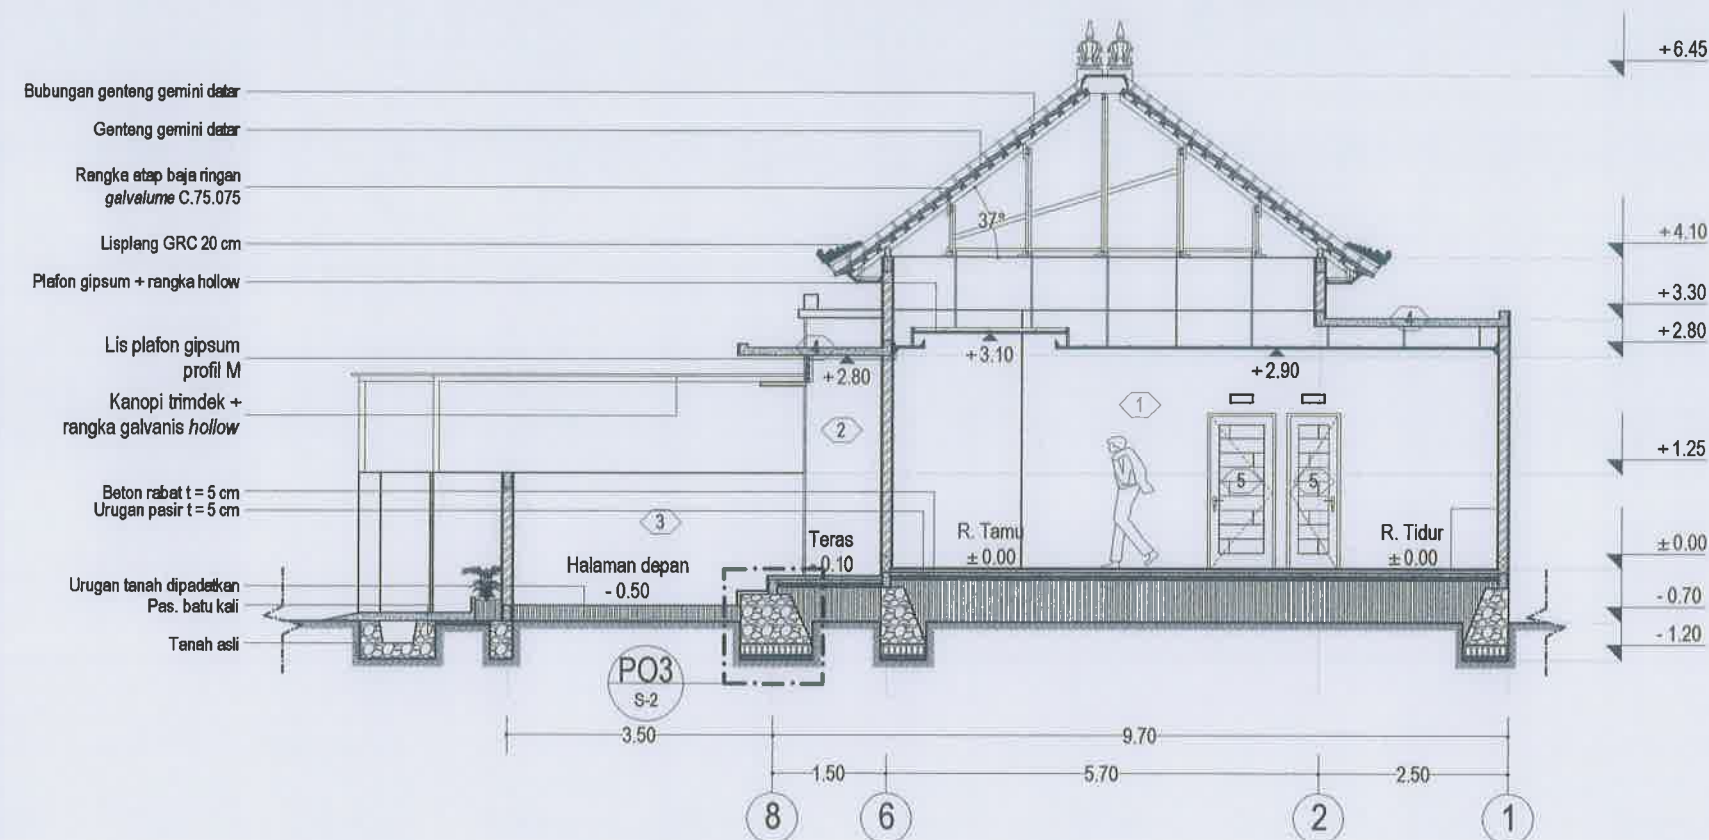 Bubungan genteng gemini datar
Genteng gemini datar
Rangka atap baja ringan
galvalume C.75.075
Lisplang GRC 20 cm
Plafon gipsum + rangka hollow
Lis plafon gipsum
profil M
Kanopi trimdek +
rangka galvanis hollow
Beton rabat t = 5 cm
Urugan pasir t = 5 cm
Urugan tanah dipadatkan
Pas. batu kali
Tanah asli
37°
4
+3.10
+2.80
+2.90
4
1
2
3
5
5
Halaman depan
- 0.50
Teras
- 0.10
R. Tamu
± 0.00
R. Tidur
± 0.00
PO3
S-2
+6.45
+4.10
+3.30
+2.80
+1.25
± 0.00
- 0.70
- 1.20
3.50
9.70
1.50
5.70
2.50
8
6
2
1